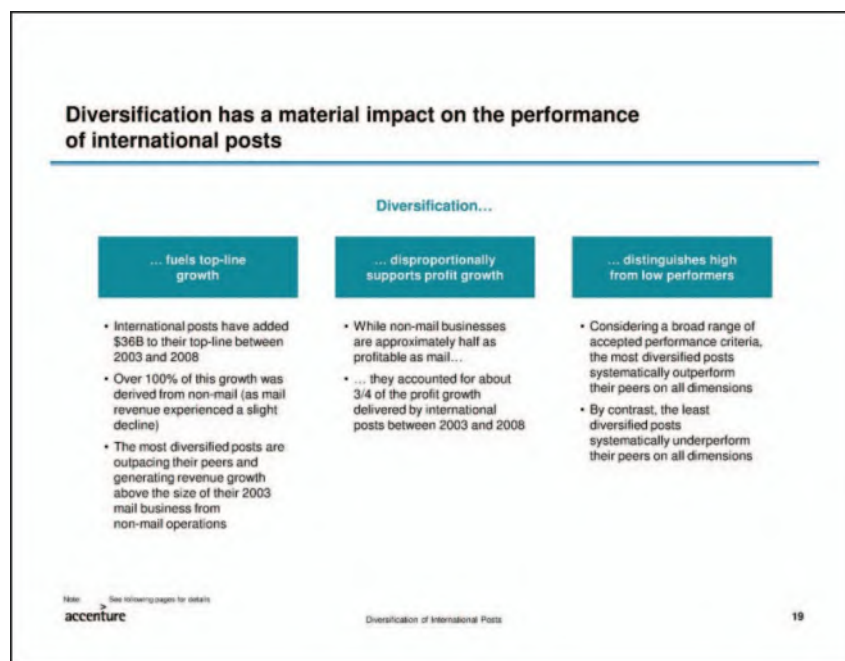 Diversification has a material impact on the performance
of international posts
Diversification…
… fuels top-line
growth
• International posts have added
$36B to their top-line between
2003 and 2008
• Over 100% of this growth was
derived from non-mail (as mail
revenue experienced a slight
decline)
• The most diversified posts are
outpacing their peers and
generating revenue growth
above the size of their 2003
mail business from
non-mail operations
… disproportionally
supports profit growth
• While non-mail businesses
are approximately half as
profitable as mail…
• … they accounted for about
3/4 of the profit growth
delivered by international
posts between 2003 and 2008
… distinguishes high
from low performers
• Considering a broad range of
accepted performance criteria,
the most diversified posts
systematically outperform
their peers on all dimensions
• By contrast, the least
diversified posts
systematically underperform
their peers on all dimensions
Note: See following pages for details
accenture
Diversification of International Posts
19